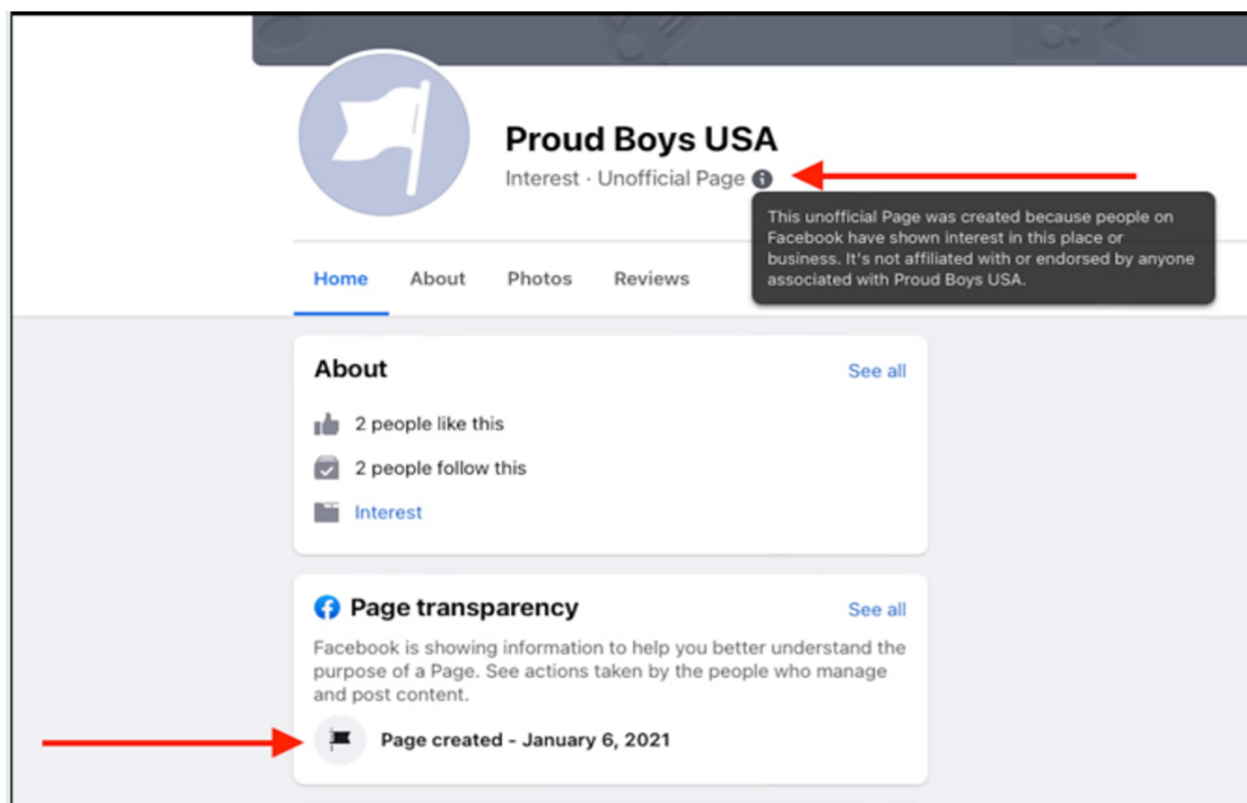 Proud Boys USA
Interest · Unofficial Page
This unofficial Page was created because people on
Facebook have shown interest in this place or
business. It's not affiliated with or endorsed by anyone
associated with Proud Boys USA.
Home About Photos Reviews
About See all
2 people like this
2 people follow this
Interest
Page transparency See all
Facebook is showing information to help you better understand the
purpose of a Page. See actions taken by the people who manage
and post content.
Page created - January 6, 2021